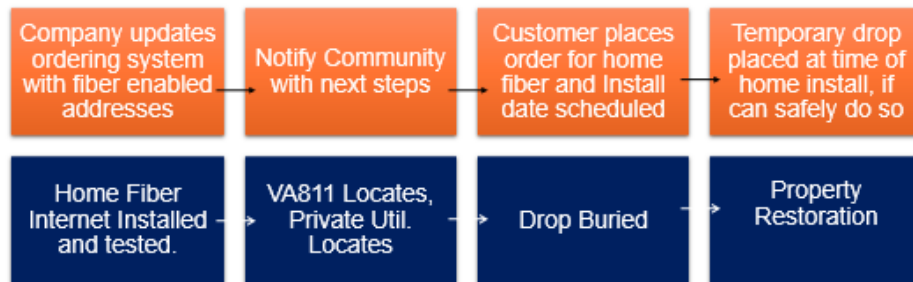 Company updates
ordering system
with fiber enabled
addresses
Notify Community
with next steps
Customer places
order for home
fiber and Install
date scheduled
Temporary drop
placed at time of
home install, if
can safely do so
Home Fiber
Internet Installed
and tested.
VA811 Locates,
Private Util.
Locates
Drop Buried
Property
Restoration